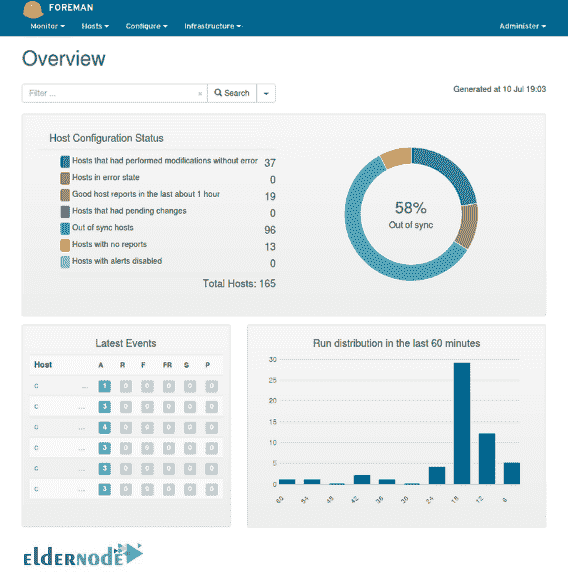 FOREMAN
Monitor Hosts Configure Infrastructure Administer
Overview
Filter ... × Search
Generated at 10 Jul 19:03
Host Configuration Status
Hosts that had performed modifications without error 37
Hosts in error state 0
Good host reports in the last about 1 hour 19
Hosts that had pending changes 0
Out of sync hosts 96
Hosts with no reports 13
Hosts with alerts disabled 0
Total Hosts: 165
58%
Out of sync
Latest Events
Host A R F FR S P
c ... 1 0 0 0 0 0
c ... 3 0 0 0 0 0
c ... 4 0 0 0 0 0
c ... 3 0 0 0 0 0
c ... 3 0 0 0 0 0
c ... 3 0 0 0 0 0
Run distribution in the last 60 minutes
30
25
20
15
10
5
0
60 54 48 42 36 30 24 18 12 6
eldernode